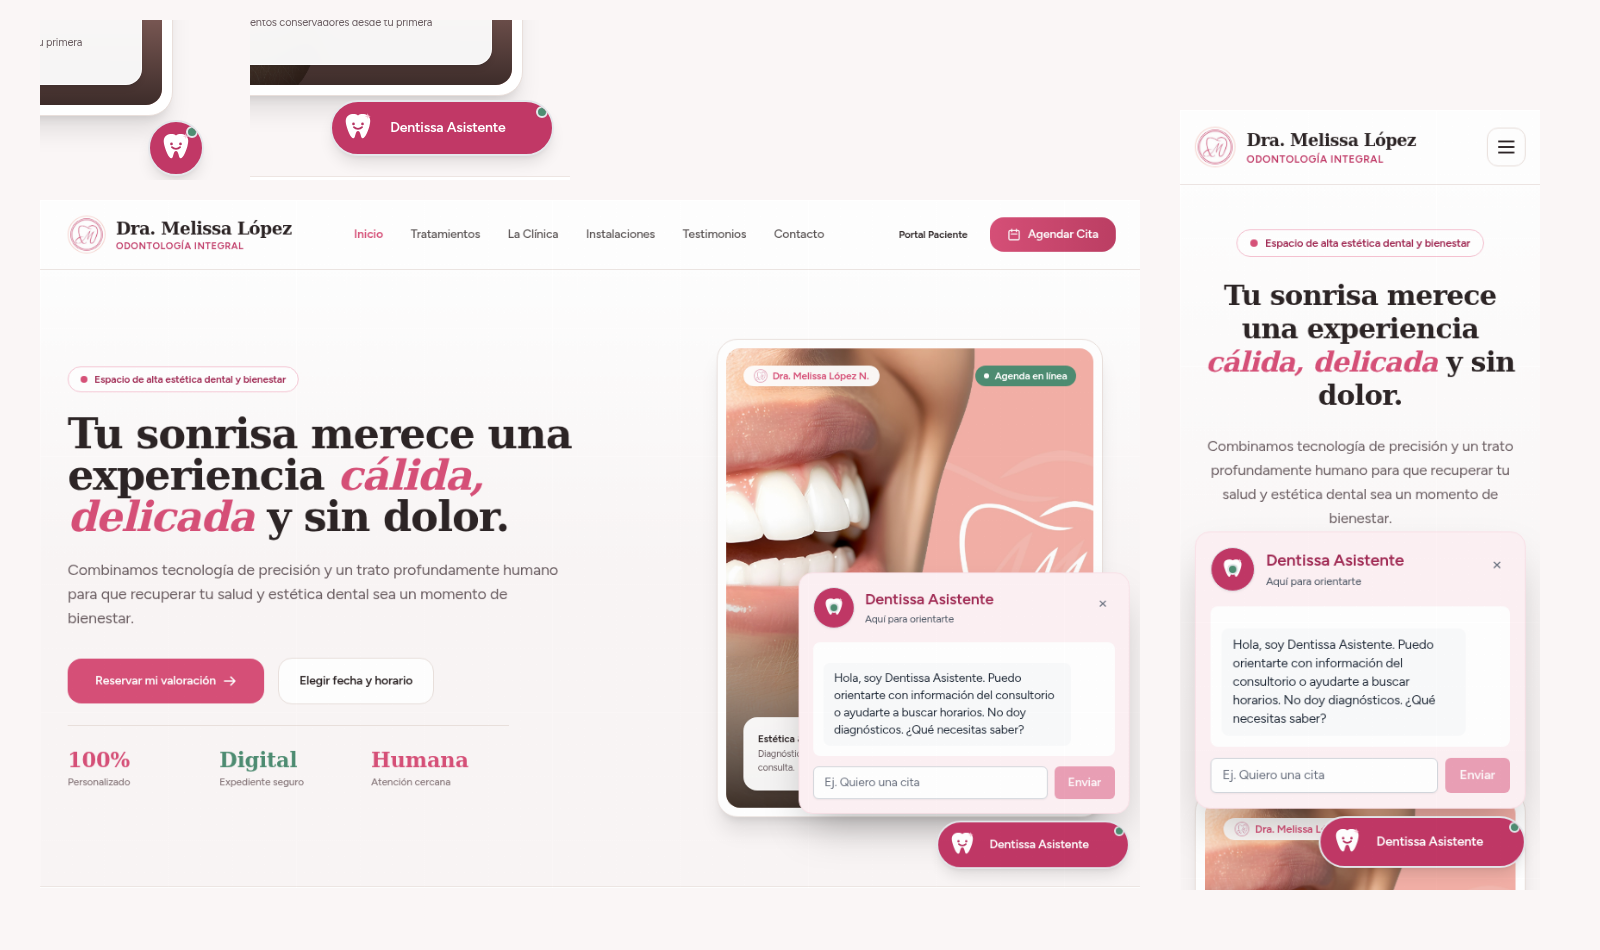 u primera
entos conservadores desde tu primera
Dentissa Asistente
Dra. Melissa López
ODONTOLOGÍA INTEGRAL
Inicio
Tratamientos
La Clínica
Instalaciones
Testimonios
Contacto
Portal Paciente
Agendar Cita
Espacio de alta estética dental y bienestar
Tu sonrisa merece una
experiencia cálida,
delicada y sin dolor.
Combinamos tecnología de precisión y un trato profundamente humano
para que recuperar tu salud y estética dental sea un momento de
bienestar.
Reservar mi valoración
Elegir fecha y horario
100%
Personalizado
Digital
Expediente seguro
Humana
Atención cercana
Dra. Melissa López N.
Agenda en línea
Estética
Diagnósti
consulta.
Dentissa Asistente
Aquí para orientarte
×
Hola, soy Dentissa Asistente. Puedo
orientarte con información del consultorio
o ayudarte a buscar horarios. No doy
diagnósticos. ¿Qué necesitas saber?
Ej. Quiero una cita
Enviar
Dentissa Asistente
Dra. Melissa López
ODONTOLOGÍA INTEGRAL
Espacio de alta estética dental y bienestar
Tu sonrisa merece
una experiencia
cálida, delicada y sin
dolor.
Combinamos tecnología de precisión y un trato
profundamente humano para que recuperar tu
salud y estética dental sea un momento de
bienestar.
Dentissa Asistente
Aquí para orientarte
×
Hola, soy Dentissa Asistente. Puedo
orientarte con información del
consultorio o ayudarte a buscar
horarios. No doy diagnósticos. ¿Qué
necesitas saber?
Ej. Quiero una cita
Enviar
Dra. Melissa L
Dentissa Asistente